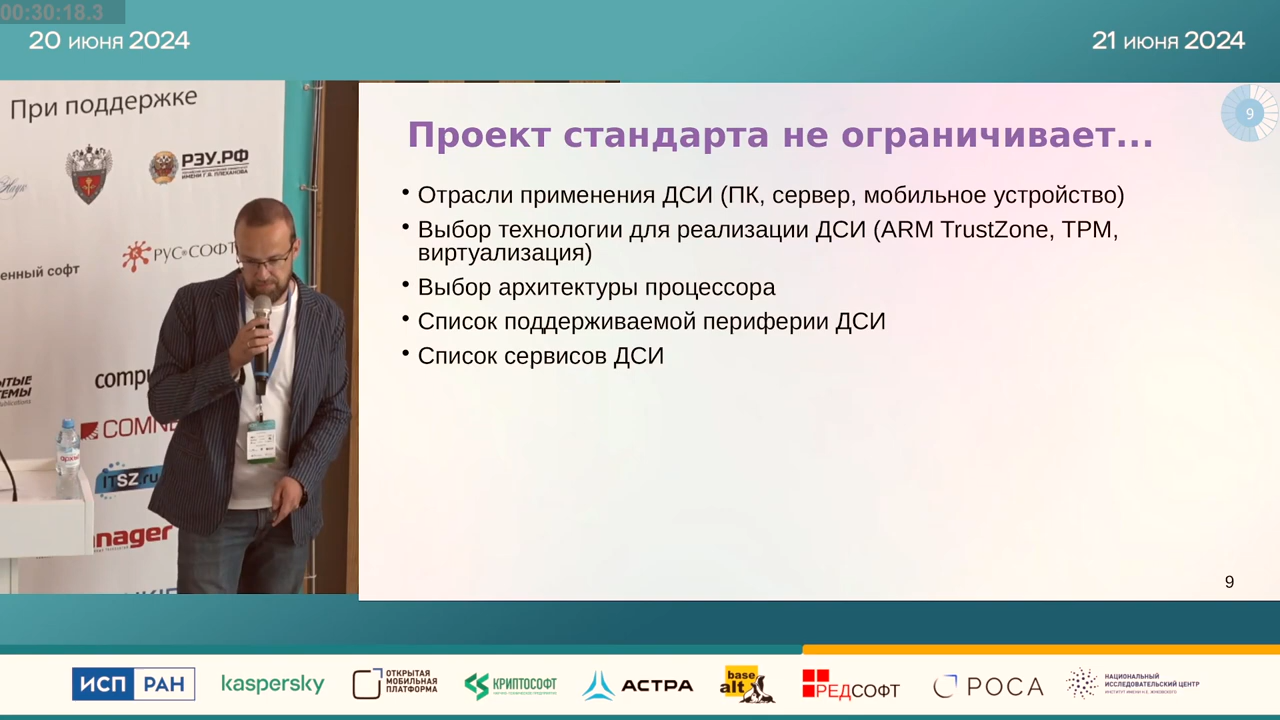 00:30:18.3
20 июня 2024
21 июня 2024
При поддержке
РЭУ.РФ
РУС СОФТ
енный софт
COMN
ITSZ.ru
nager
9
Проект стандарта не ограничивает...
• Отрасли применения ДСИ (ПК, сервер, мобильное устройство)
• Выбор технологии для реализации ДСИ (ARM TrustZone, TPM,
виртуализация)
• Выбор архитектуры процессора
• Список поддерживаемой периферии ДСИ
• Список сервисов ДСИ
9
ИСП РАН
kaspersky
ОТКРЫТАЯ
МОБИЛЬНАЯ
ПЛАТФОРМА
КРИПТОСОФТ
АСТРА
base
alt
РЕДСОФТ
РОСА
НАЦИОНАЛЬНЫЙ
ИССЛЕДОВАТЕЛЬСКИЙ ЦЕНТР